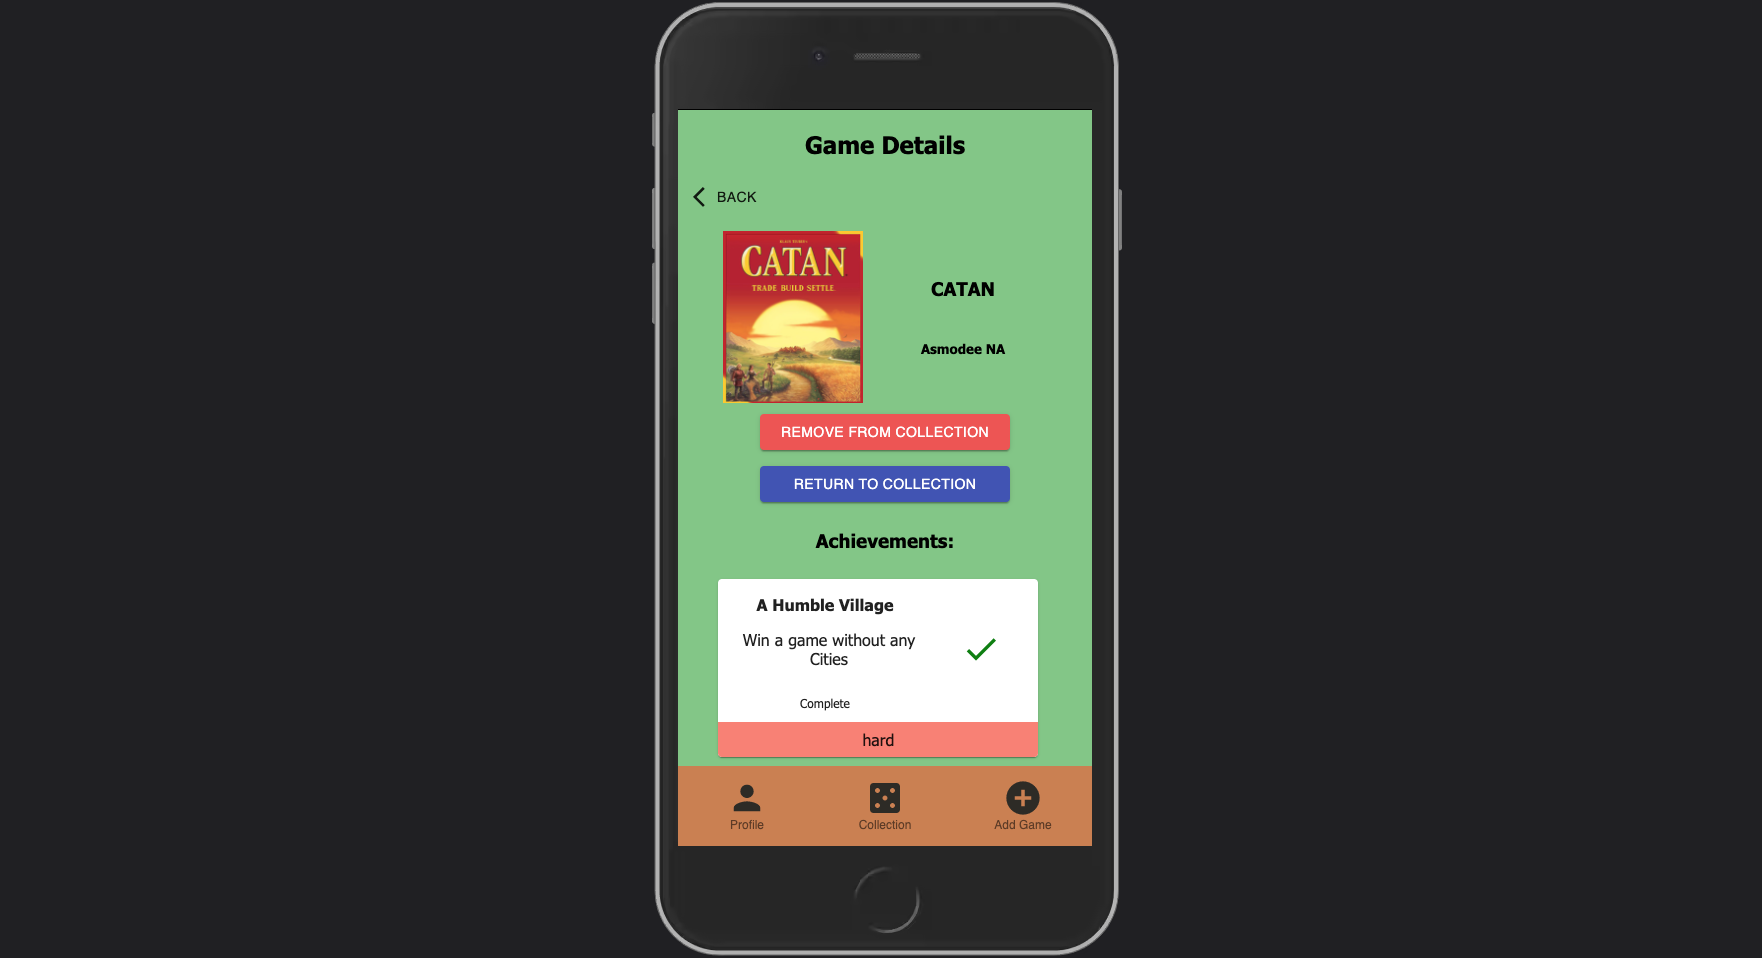 Game Details
BACK
CATAN
TRADE BUILD SETTLE
CATAN
Asmodee NA
REMOVE FROM COLLECTION
RETURN TO COLLECTION
Achievements:
A Humble Village
Win a game without any
Cities
Complete
hard
Profile
Collection
Add Game